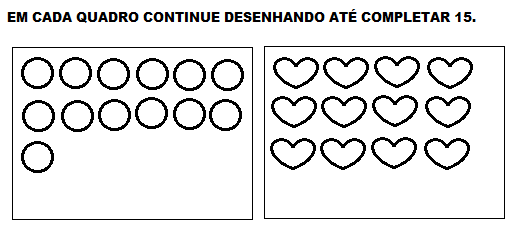 EM CADA QUADRO CONTINUE DESENHANDO ATÉ COMPLETAR 15.